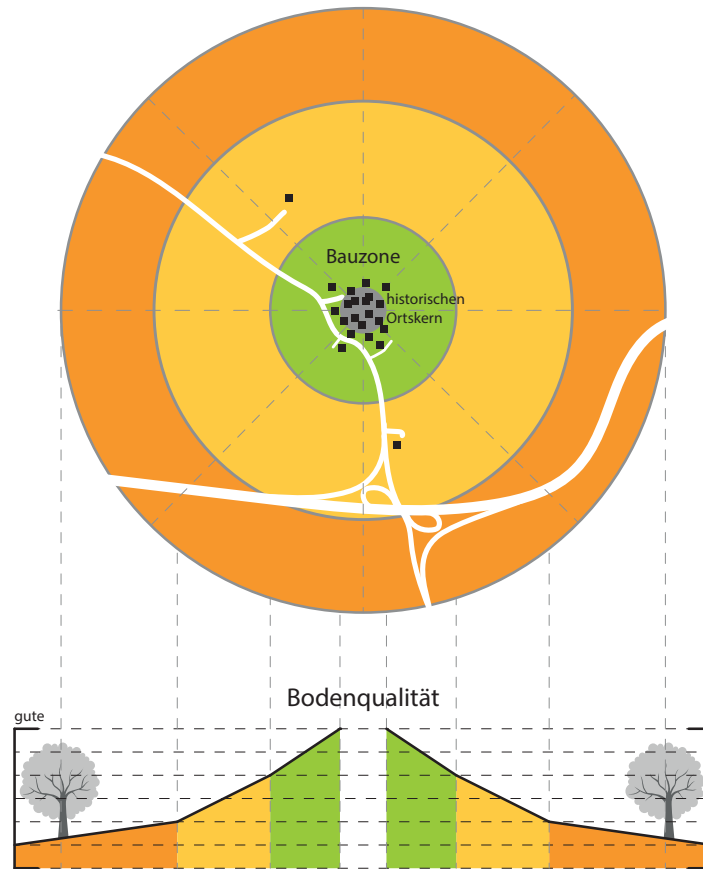 Bauzone
historischen
Ortskern
Bodenqualität
gute